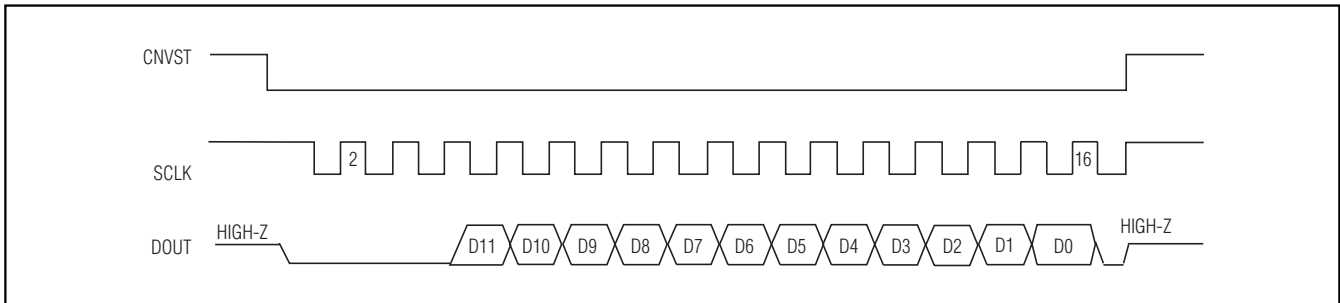 CNVST
SCLK
2
16
DOUT
HIGH-Z
D11 D10 D9 D8 D7 D6 D5 D4 D3 D2 D1 D0
HIGH-Z